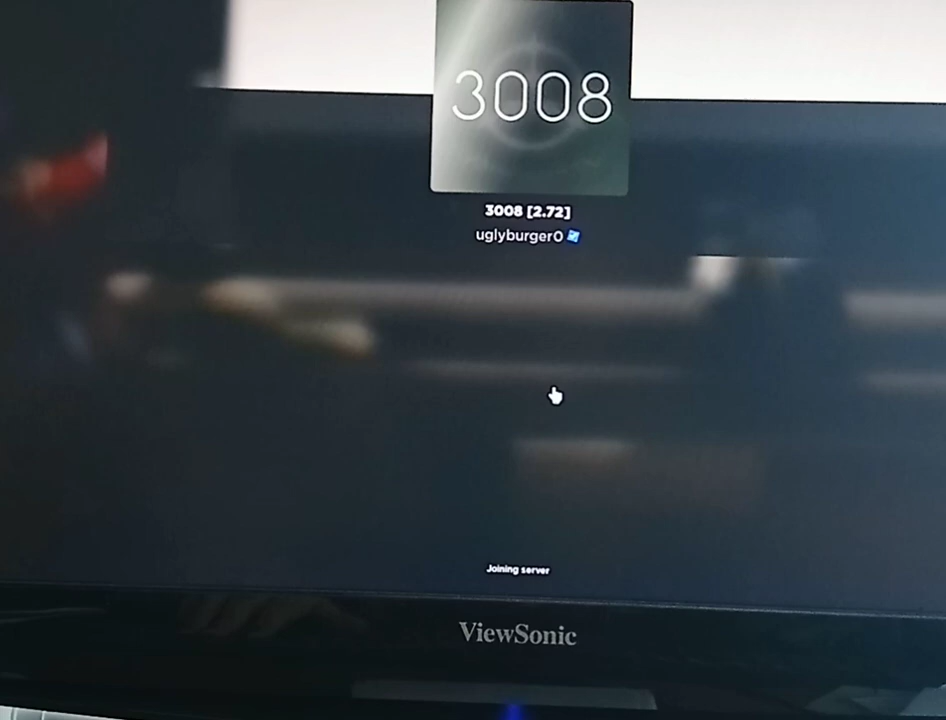 3008
3008 [2.72]
uglyburger0
Joining server
ViewSonic